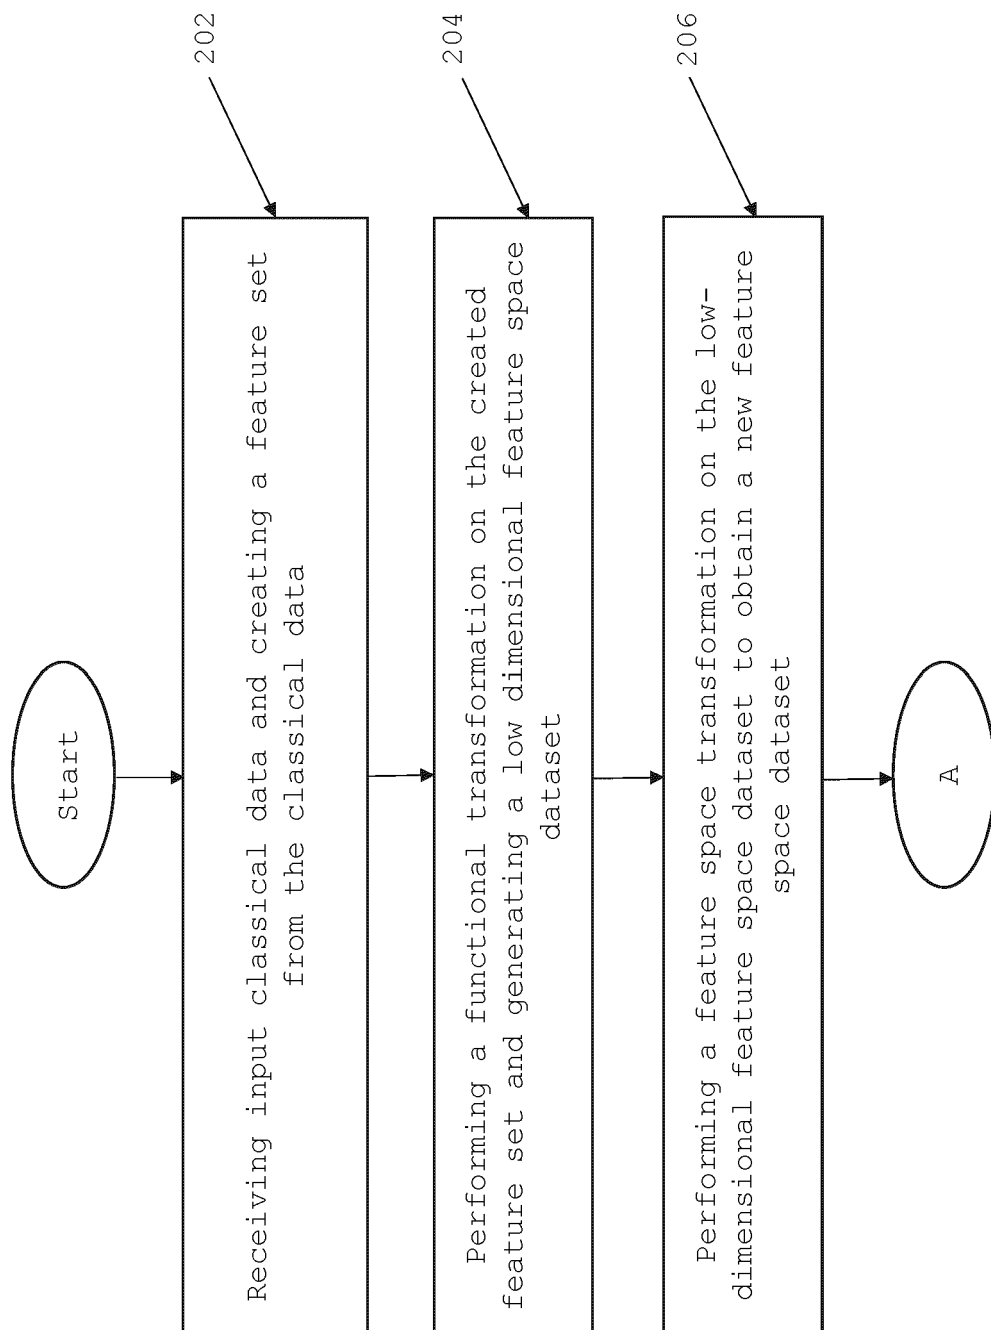 Start
202
Receiving input classical data and creating a feature set
from the classical data
204
Performing a functional transformation on the created
feature set and generating a low dimensional feature space
dataset
206
Performing a feature space transformation on the low-
dimensional feature space dataset to obtain a new feature
space dataset
A